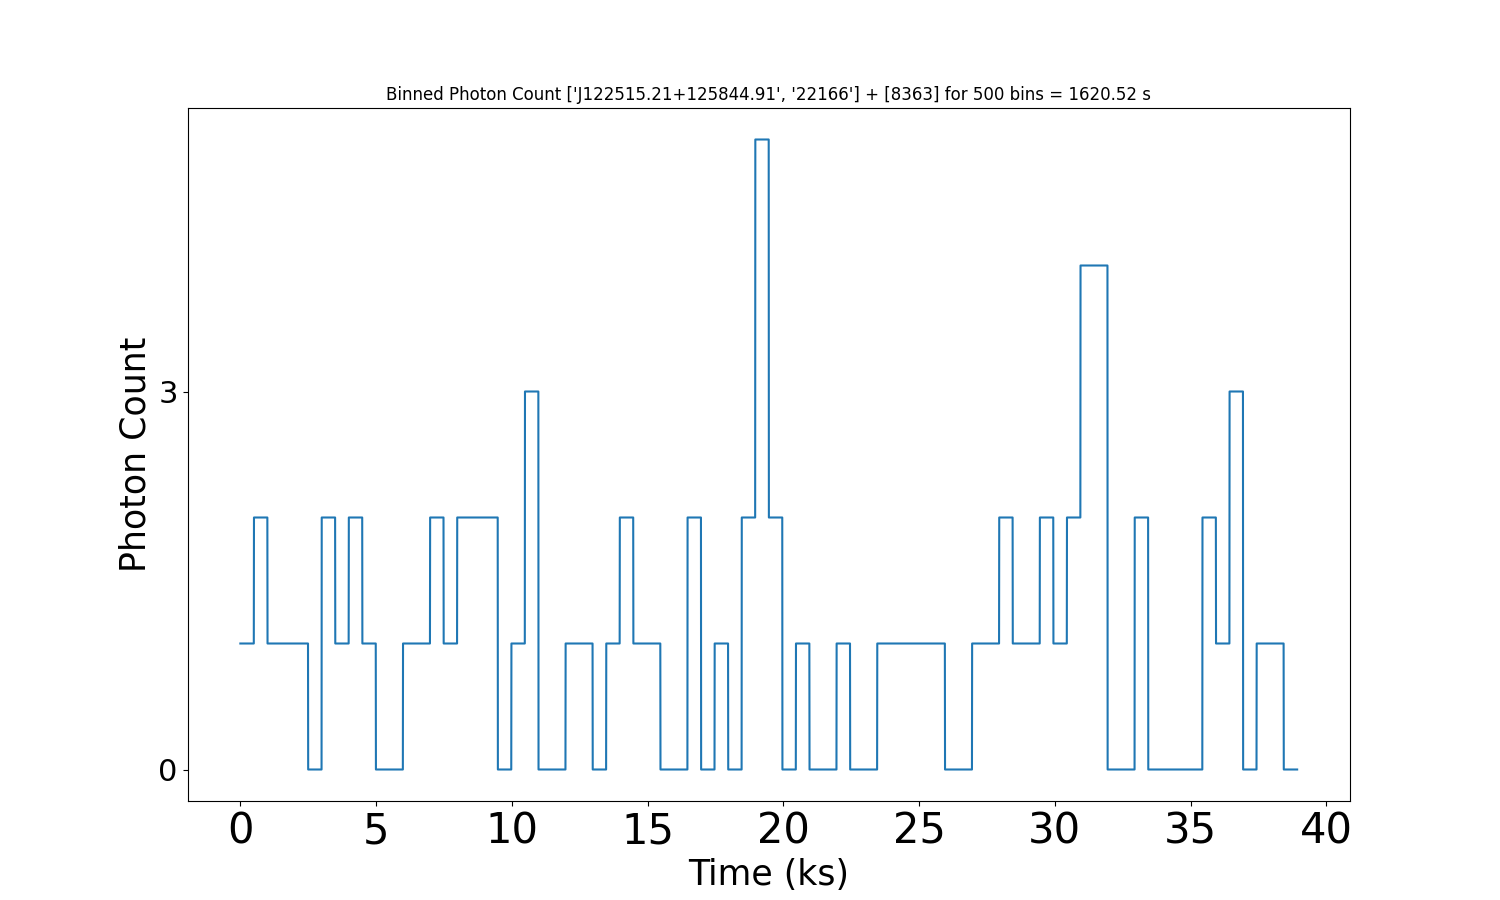 Binned Photon Count ['J122515.21+125844.91', '22166'] + [8363] for 500 bins = 1620.52 s
Photon Count
3
0
0 5 10 15 20 25 30 35 40
Time (ks)